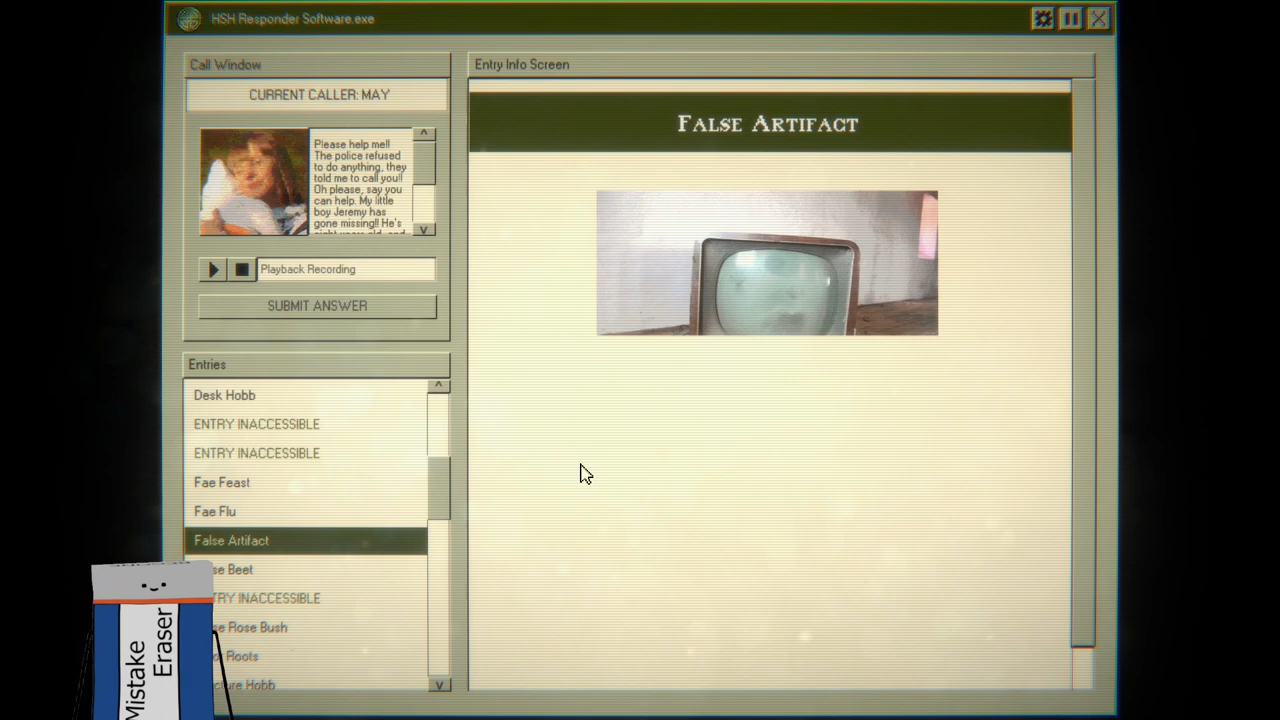 HSH Responder Software.exe
Call Window
CURRENT CALLER: MAY
Please help me!!
The police refused
to do anything, they
told me to call you!!
Oh please, say you
can help. My little
boy Jeremy has
gone missing!! He's
Playback Recording
SUBMIT ANSWER
Entries
Desk Hobb
ENTRY INACCESSIBLE
ENTRY INACCESSIBLE
Fae Feast
Fae Flu
False Artifact
se Beet
TRY INACCESSIBLE
se Rose Bush
Roots
cture Hobb
Entry Info Screen
False Artifact
Mistake
Eraser